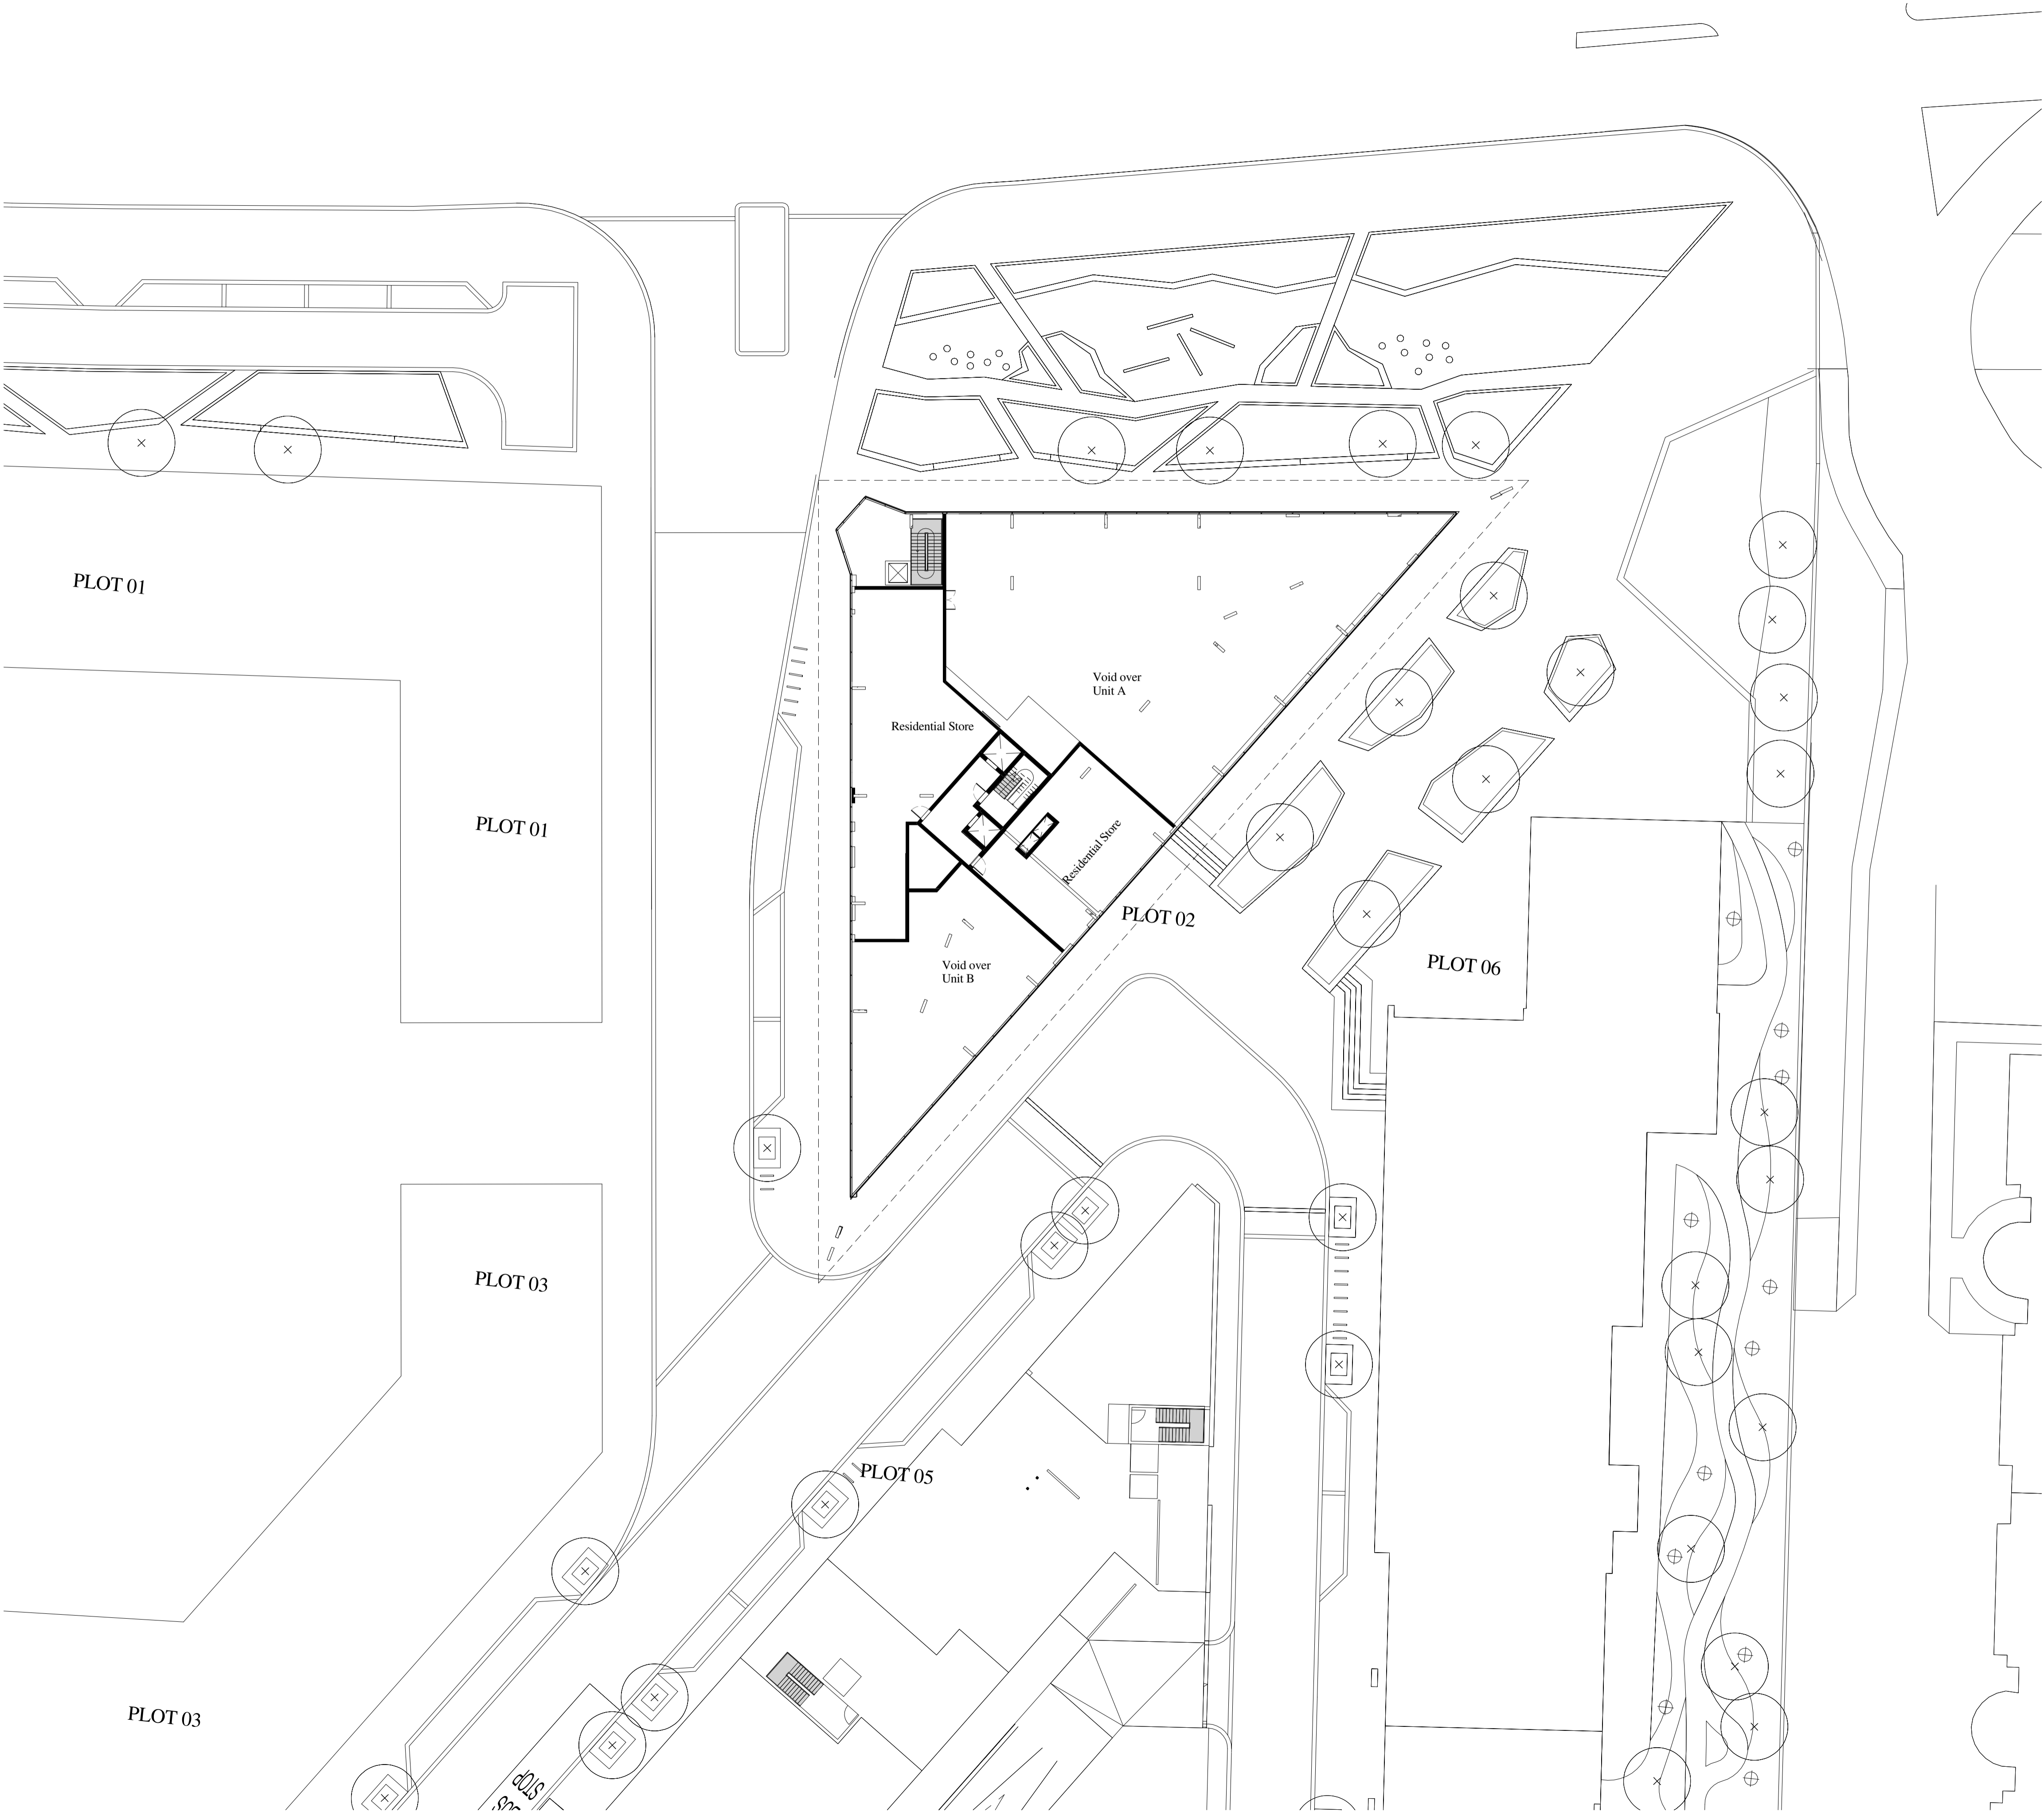 PLOT 01
Void over
Unit A
Residential Store
PLOT 01
Residential Store
PLOT 02
PLOT 06
Void over
Unit B
PLOT 03
PLOT 05
PLOT 03
STOP